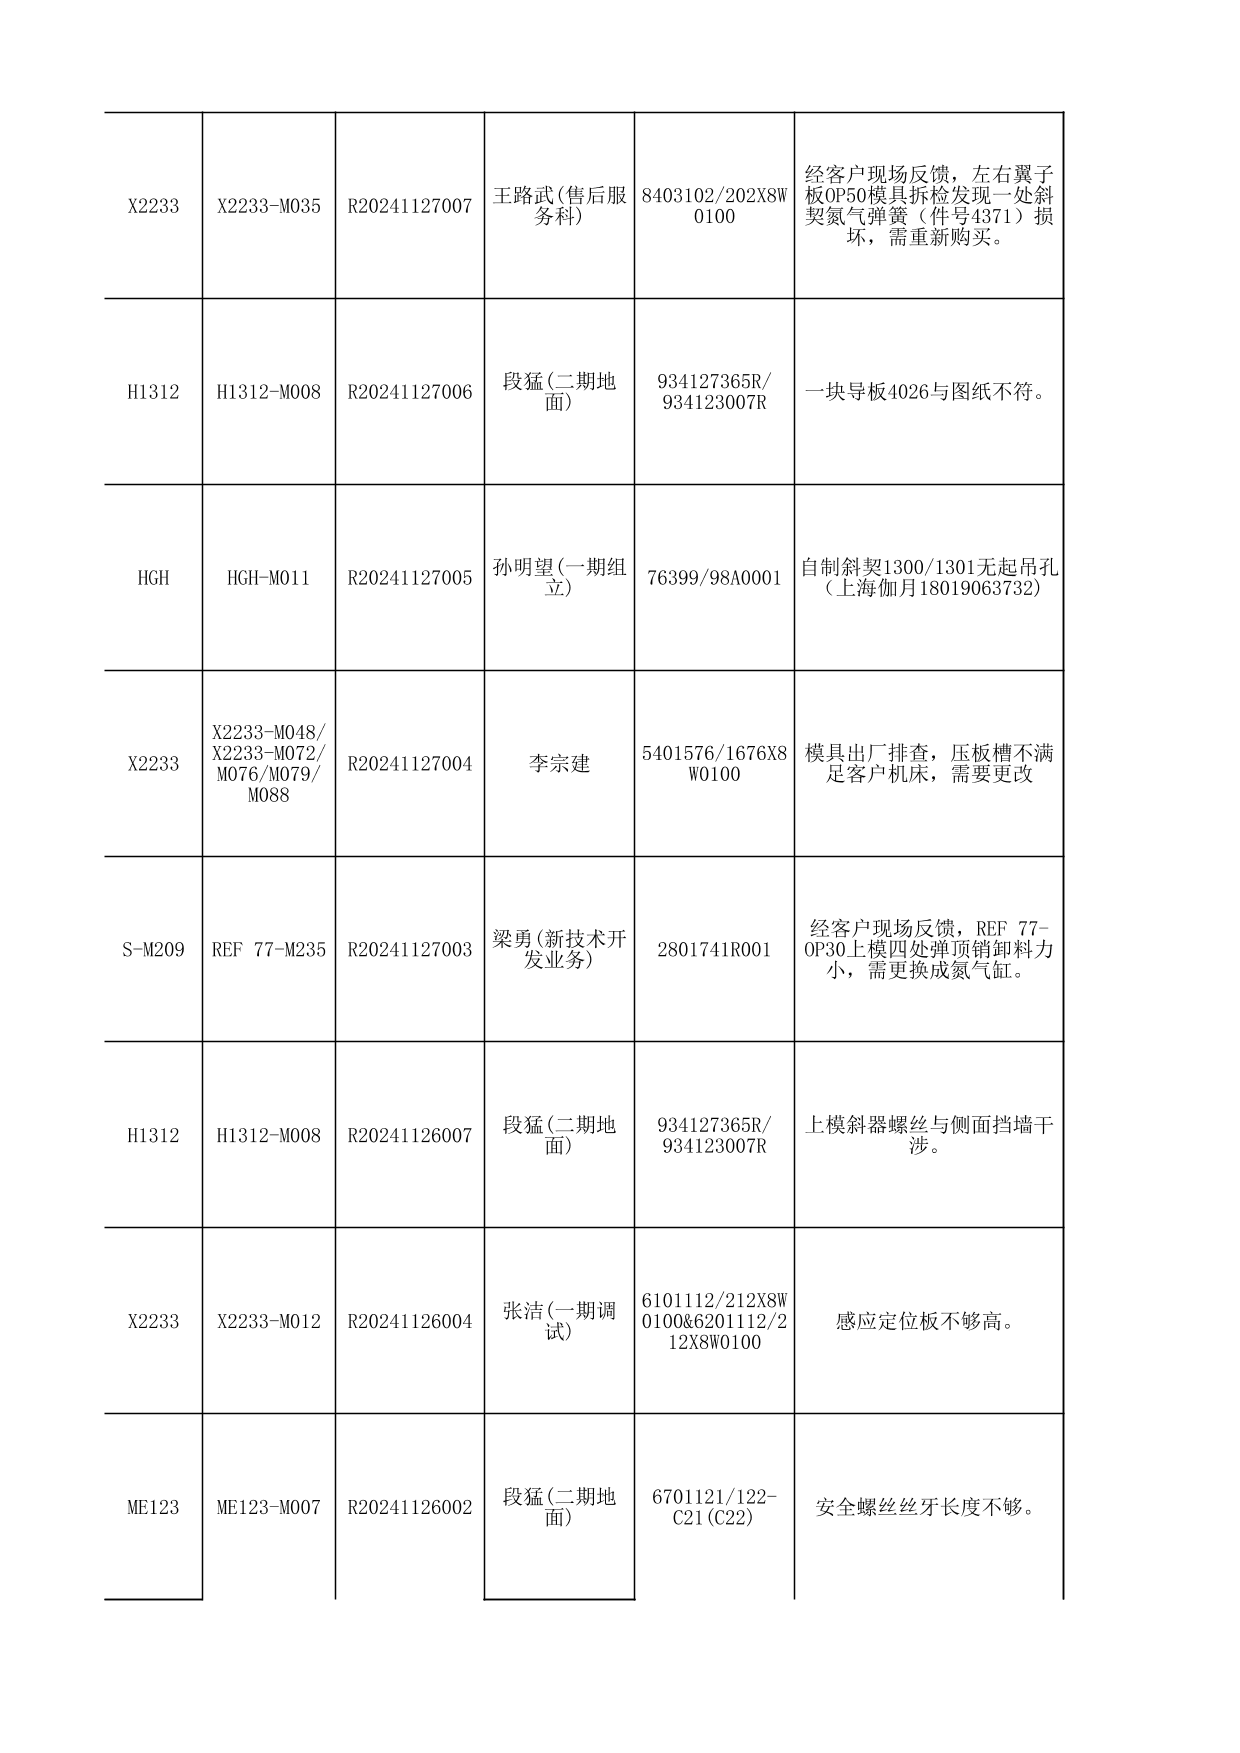 X2233
X2233-M035
R20241127007
王路武(售后服
务科)
8403102/202X8W
0100
经客户现场反馈，左右翼子
板OP50模具拆检发现一处斜
契氮气弹簧（件号4371）损
坏，需重新购买。
H1312
H1312-M008
R20241127006
段猛(二期地
面)
934127365R/
934123007R
一块导板4026与图纸不符。
HGH
HGH-M011
R20241127005
孙明望(一期组
立)
76399/98A0001
自制斜契1300/1301无起吊孔
（上海伽月18019063732)
X2233
X2233-M048/
X2233-M072/
M076/M079/
M088
R20241127004
李宗建
5401576/1676X8
W0100
模具出厂排查，压板槽不满
足客户机床，需要更改
S-M209
REF 77-M235
R20241127003
梁勇(新技术开
发业务)
2801741R001
经客户现场反馈，REF 77-
OP30上模四处弹顶销卸料力
小，需更换成氮气缸。
H1312
H1312-M008
R20241126007
段猛(二期地
面)
934127365R/
934123007R
上模斜器螺丝与侧面挡墙干
涉。
X2233
X2233-M012
R20241126004
张洁(一期调
试)
6101112/212X8W
0100&6201112/2
12X8W0100
感应定位板不够高。
ME123
ME123-M007
R20241126002
段猛(二期地
面)
6701121/122-
C21(C22)
安全螺丝丝牙长度不够。